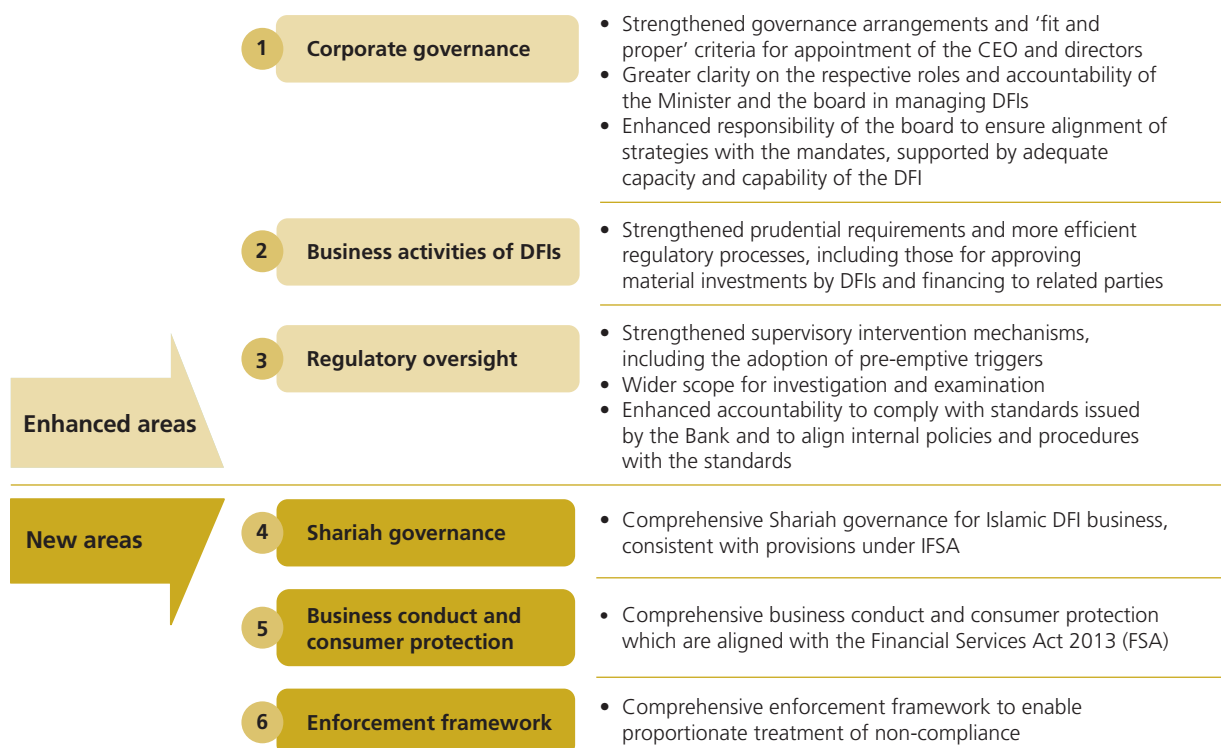 1
Corporate governance
• Strengthened governance arrangements and ‘fit and
proper’ criteria for appointment of the CEO and directors
• Greater clarity on the respective roles and accountability of
the Minister and the board in managing DFIs
• Enhanced responsibility of the board to ensure alignment of
strategies with the mandates, supported by adequate
capacity and capability of the DFI
2
Business activities of DFIs
• Strengthened prudential requirements and more efficient
regulatory processes, including those for approving
material investments by DFIs and financing to related parties
Enhanced areas
3
Regulatory oversight
• Strengthened supervisory intervention mechanisms,
including the adoption of pre-emptive triggers
• Wider scope for investigation and examination
• Enhanced accountability to comply with standards issued
by the Bank and to align internal policies and procedures
with the standards
New areas
4
Shariah governance
• Comprehensive Shariah governance for Islamic DFI business,
consistent with provisions under IFSA
5
Business conduct and
consumer protection
• Comprehensive business conduct and consumer protection
which are aligned with the Financial Services Act 2013 (FSA)
6
Enforcement framework
• Comprehensive enforcement framework to enable
proportionate treatment of non-compliance